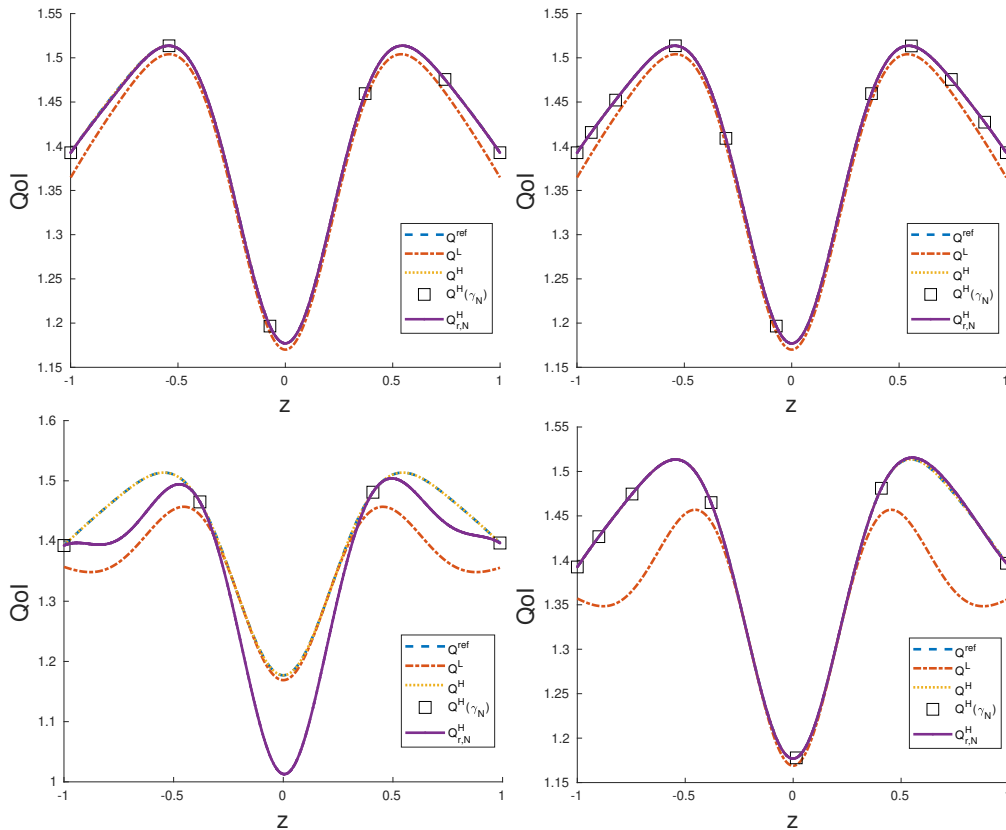 1.55
1.5
1.45
1.4
1.35
1.3
1.25
1.2
1.15
QoI
-1 -0.5 0 0.5 1
z
Q^ref
Q^L
Q^H
Q^H(γ_N)
Q^H_r,N
1.55
1.5
1.45
1.4
1.35
1.3
1.25
1.2
1.15
QoI
-1 -0.5 0 0.5 1
z
Q^ref
Q^L
Q^H
Q^H(γ_N)
Q^H_r,N
1.6
1.5
1.4
1.3
1.2
1.1
1
QoI
-1 -0.5 0 0.5 1
z
Q^ref
Q^L
Q^H
Q^H(γ_N)
Q^H_r,N
1.55
1.5
1.45
1.4
1.35
1.3
1.25
1.2
1.15
QoI
-1 -0.5 0 0.5 1
z
Q^ref
Q^L
Q^H
Q^H(γ_N)
Q^H_r,N